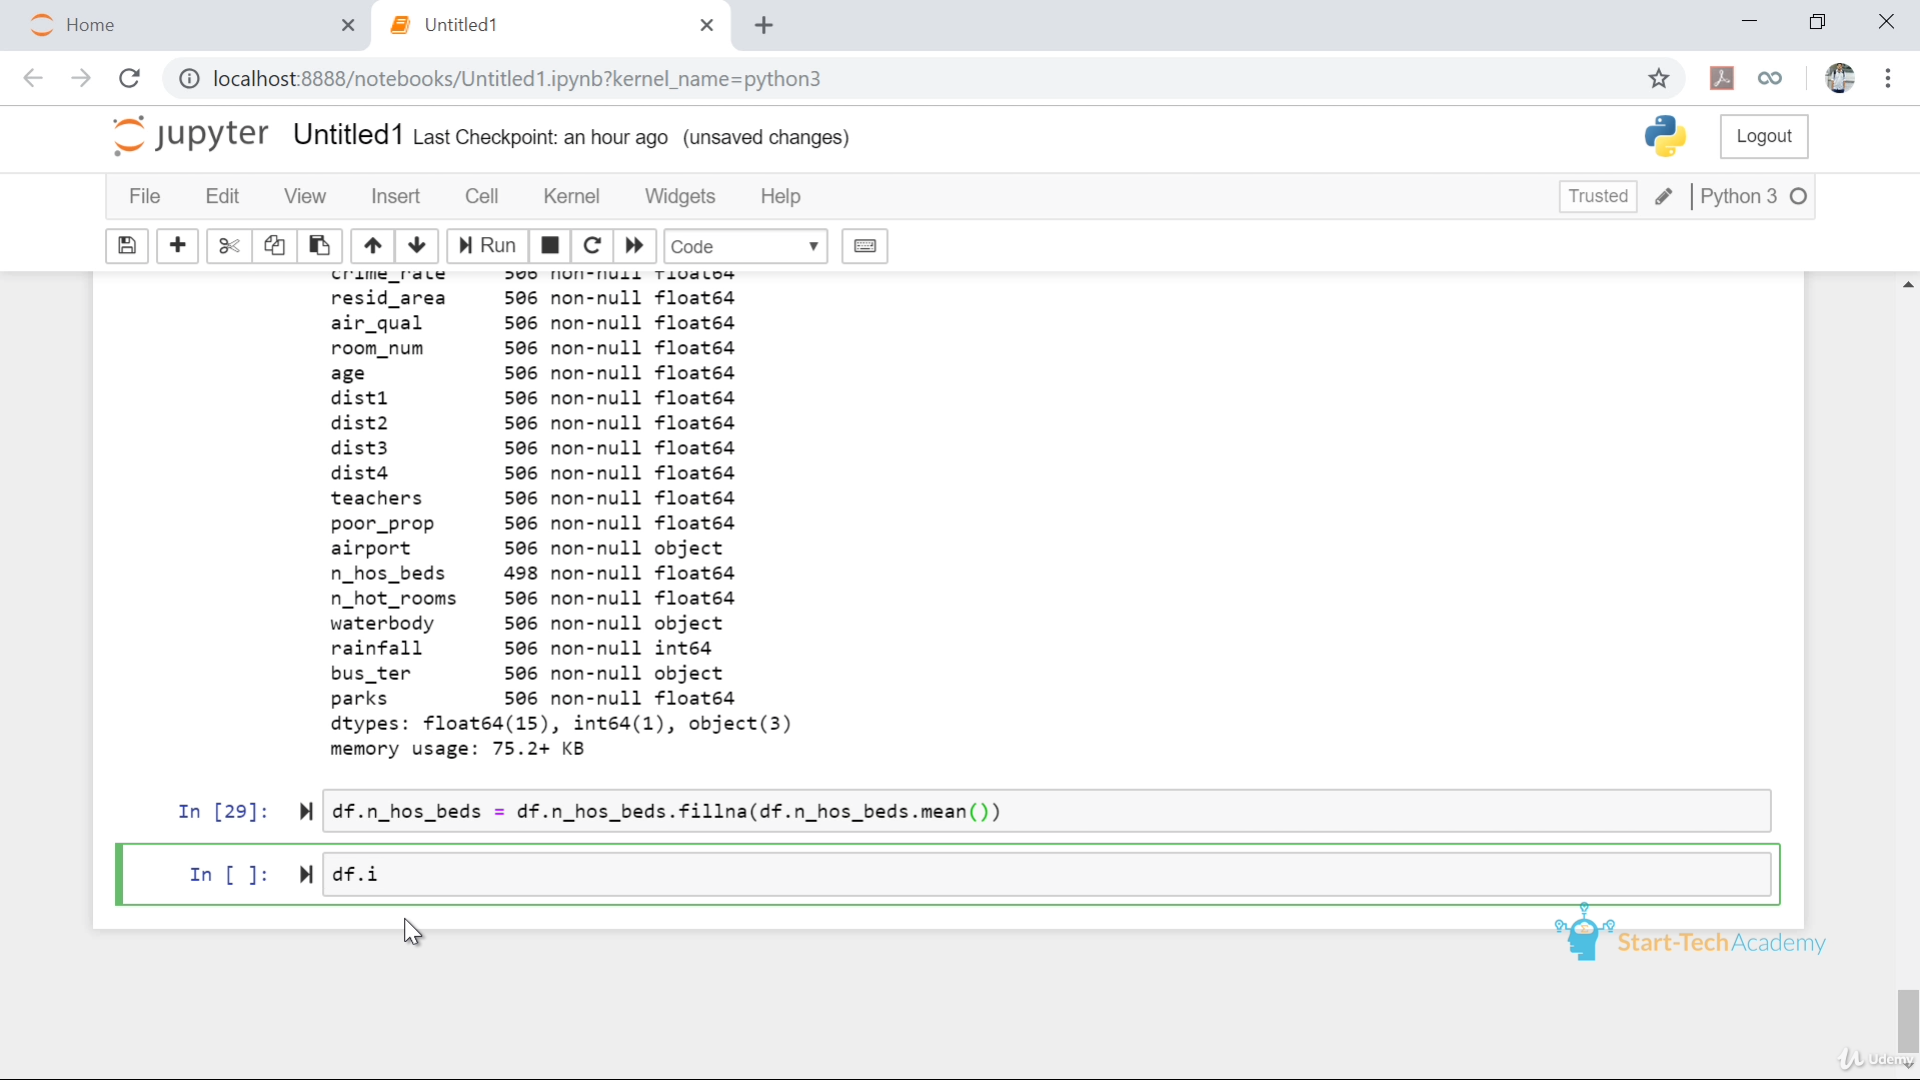 Home
Untitled1
localhost:8888/notebooks/Untitled1.ipynb?kernel_name=python3
jupyter Untitled1 Last Checkpoint: an hour ago (unsaved changes)
Logout
File Edit View Insert Cell Kernel Widgets Help
Trusted Python 3
Run Code
crime_rate 506 non-null float64
resid_area 506 non-null float64
air_qual 506 non-null float64
room_num 506 non-null float64
age 506 non-null float64
dist1 506 non-null float64
dist2 506 non-null float64
dist3 506 non-null float64
dist4 506 non-null float64
teachers 506 non-null float64
poor_prop 506 non-null float64
airport 506 non-null object
n_hos_beds 498 non-null float64
n_hot_rooms 506 non-null float64
waterbody 506 non-null object
rainfall 506 non-null int64
bus_ter 506 non-null object
parks 506 non-null float64
dtypes: float64(15), int64(1), object(3)
memory usage: 75.2+ KB
In [29]: df.n_hos_beds = df.n_hos_beds.fillna(df.n_hos_beds.mean())
In [ ]: df.i
Start-TechAcademy
Udemy